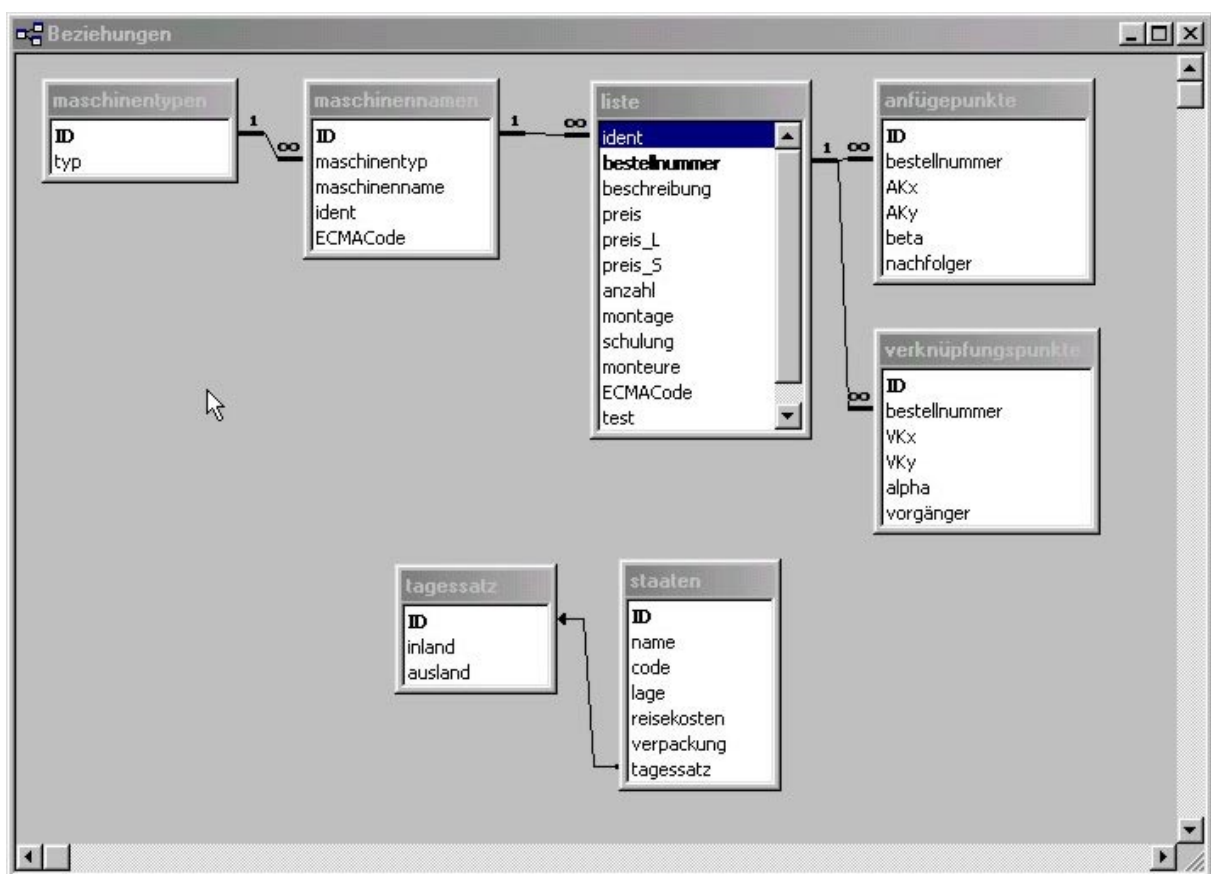 Beziehungen
maschinentypen
ID
typ
1
∞
maschinennamen
ID
maschinentyp
maschinenname
ident
ECMACode
1
∞
liste
ident
bestellnummer
beschreibung
preis
preis_L
preis_S
anzahl
montage
schulung
monteure
ECMACode
test
1
∞
anfügepunkte
ID
bestellnummer
AKx
AKy
beta
nachfolger
∞
verknüpfungspunkte
ID
bestellnummer
VKx
VKy
alpha
vorgänger
tagessatz
ID
inland
ausland
staaten
ID
name
code
lage
reisekosten
verpackung
tagessatz